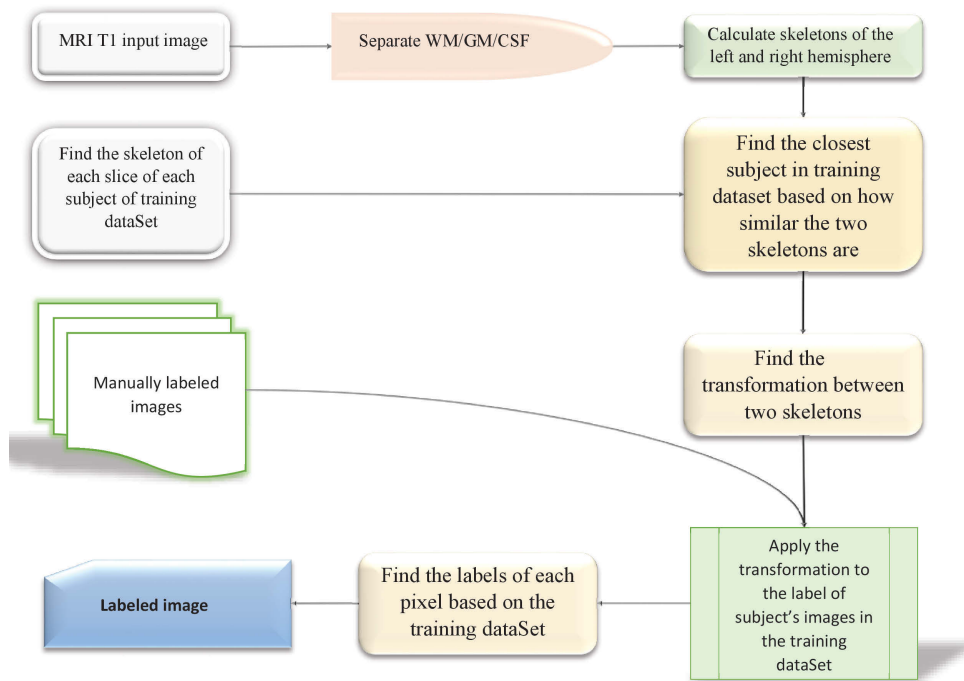 MRI T1 input image
Separate WM/GM/CSF
Calculate skeletons of the
left and right hemisphere
Find the skeleton of
each slice of each
subject of training
dataSet
Find the closest
subject in training
dataset based on how
similar the two
skeletons are
Manually labeled
images
Find the
transformation between
two skeletons
Apply the
transformation to
the label of
subject's images in
the training
dataSet
Find the labels of each
pixel based on the
training dataSet
Labeled image